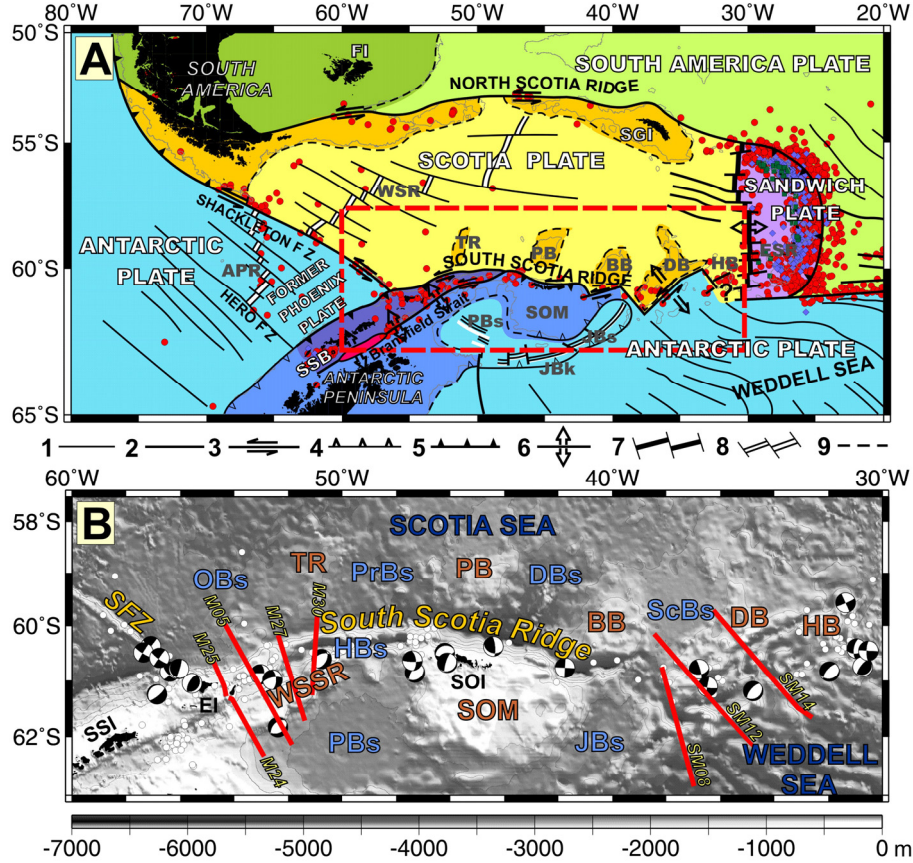 80°W 70°W 60°W 50°W 40°W 30°W 20°W
50°S
A
FI
SOUTH AMERICA PLATE
SOUTH
AMERICA
NORTH SCOTIA RIDGE
55°S
SGI
SCOTIA PLATE
SANDWICH
PLATE
WSR
SHACKLETON F Z
ANTARCTIC
PLATE
TR
PB
BB
DB
HB
ESR
60°S
SOUTH SCOTIA RIDGE
APR
FORMER
PHOENIX
PLATE
HERO F Z
Bransfield Strait
SOM
PBs
JBs
SSB
ANTARCTIC PLATE
JBk
ANTARCTIC
PENINSULA
WEDDELL SEA
65°S
1 2 3 4 5 6 7 8 9
60°W 50°W 40°W 30°W
58°S
B
SCOTIA SEA
TR
PrBs
PB
DBs
OBs
M36
SFZ
M05
M27
South Scotia Ridge
BB
ScBs
DB
HB
60°S
M25
HBs
WSSR
SOI
EI
SOM
SM14
SSI
PBs
JBs
SM12
62°S
M24
SM08
WEDDELL
SEA
-7000 -6000 -5000 -4000 -3000 -2000 -1000 0 m